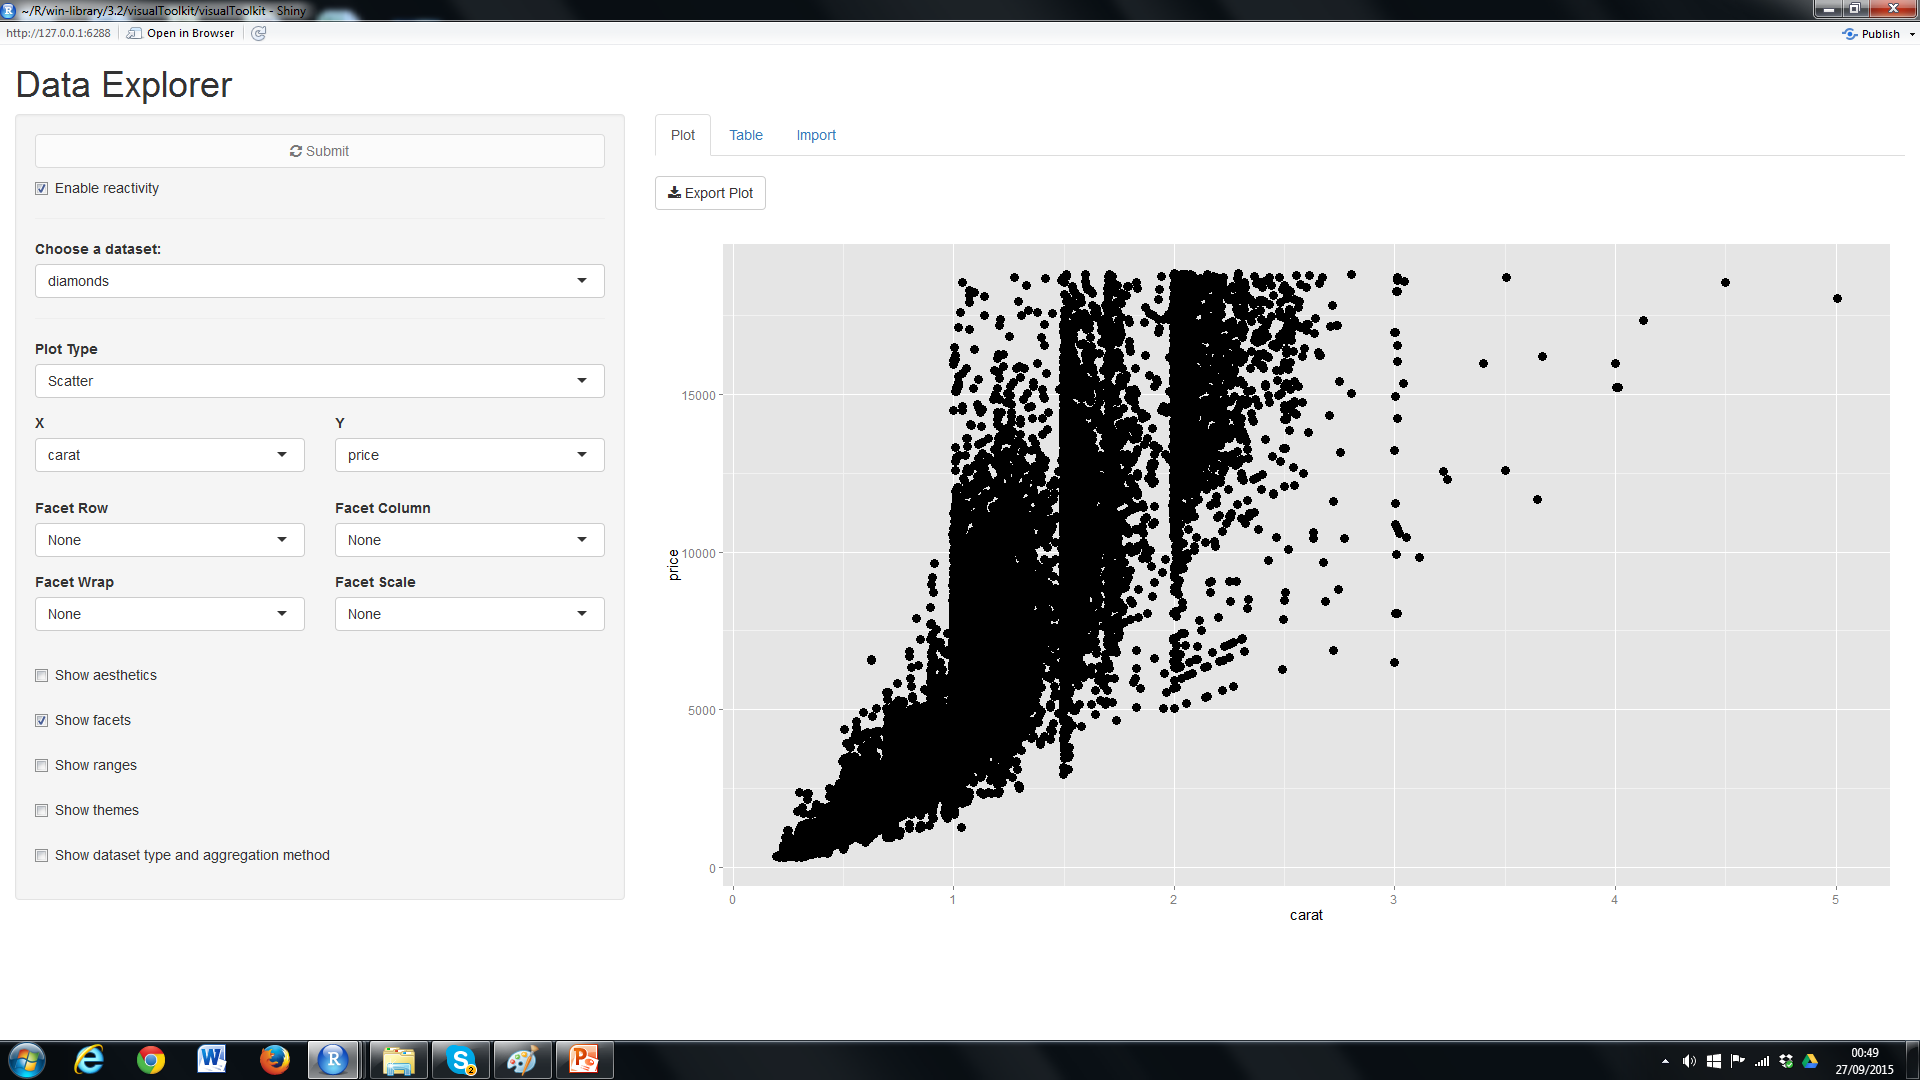 ~/R/win-library/3.2/visualToolkit/visualToolkit - Shiny
http://127.0.0.1:6288 Open in Browser Publish
Data Explorer
Submit
Enable reactivity
Choose a dataset:
diamonds
Plot Type
Scatter
X Y
carat price
Facet Row Facet Column
None None
Facet Wrap Facet Scale
None None
Show aesthetics
Show facets
Show ranges
Show themes
Show dataset type and aggregation method
Plot Table Import
Export Plot
price
15000
10000
5000
0
0 1 2 3 4 5
carat
2
00:49
27/09/2015